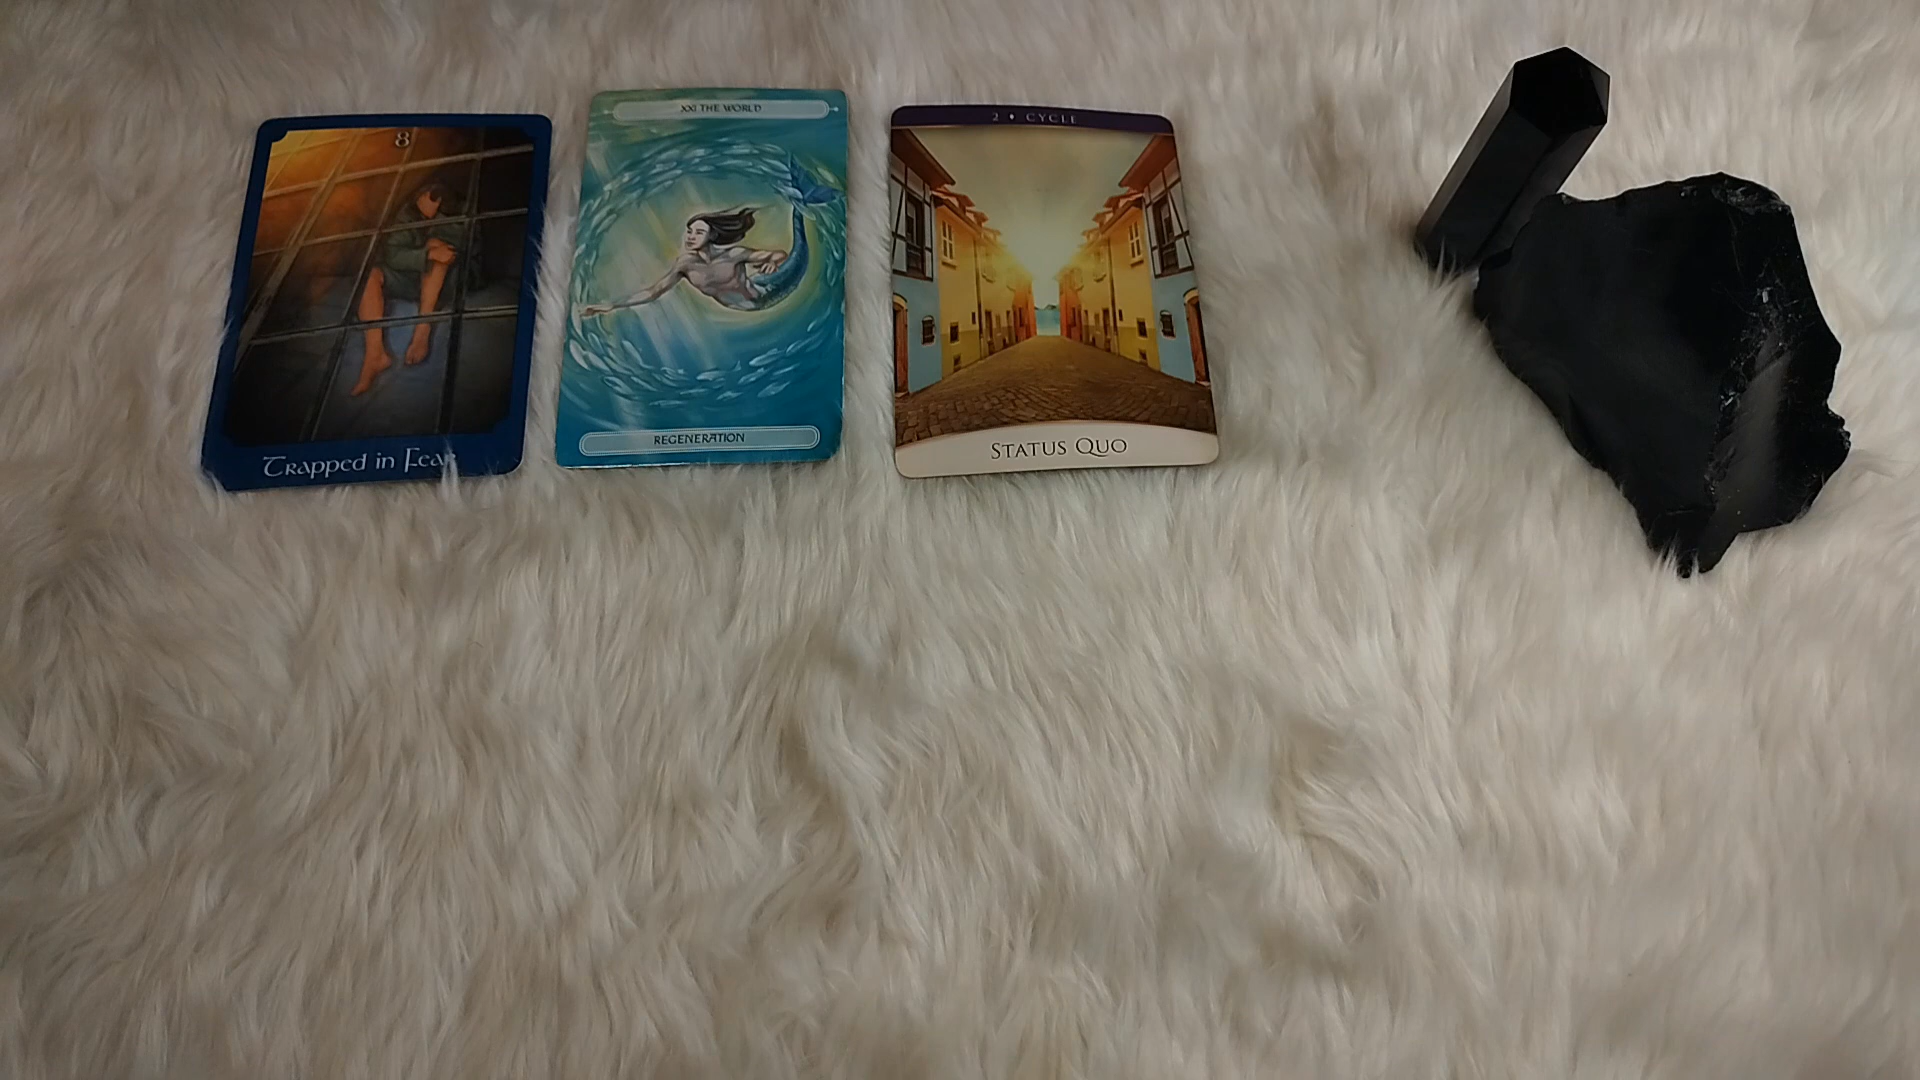 8
Trapped in Fear
XXI THE WORLD
REGENERATION
2 • CYCLE
STATUS QUO